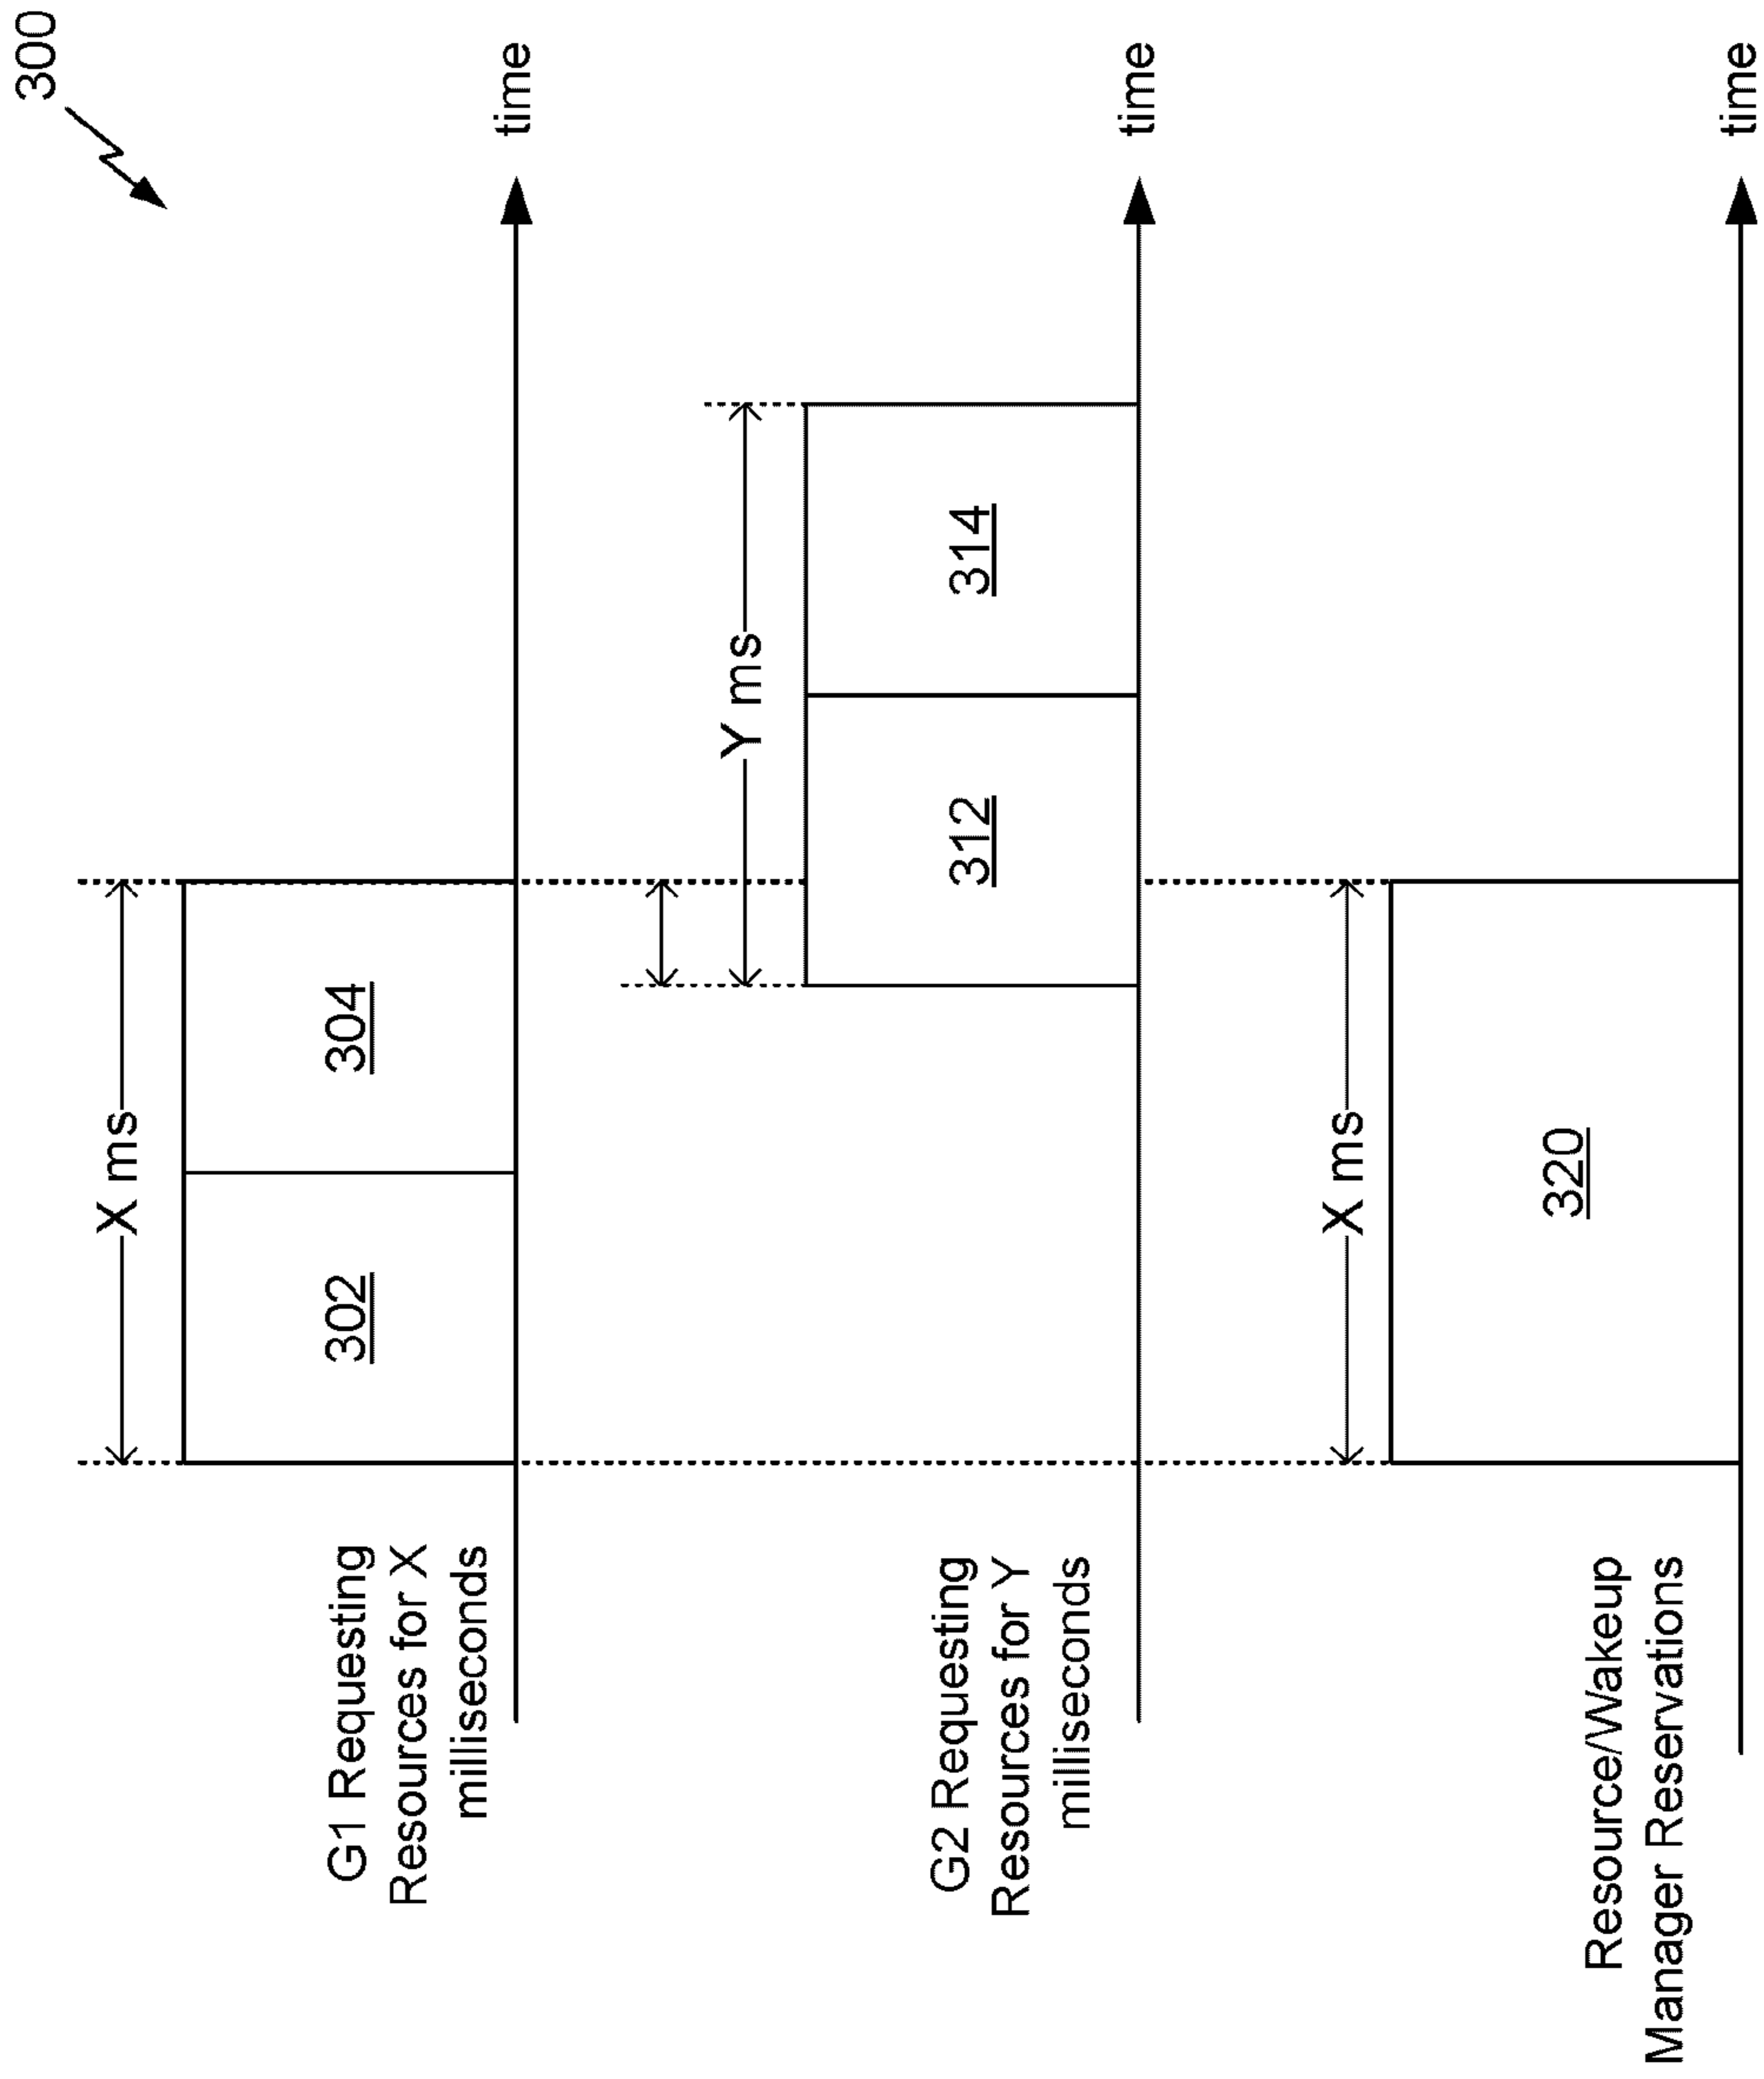 300
X ms
G1 Requesting
Resources for X
milliseconds
302
304
time
Y ms
G2 Requesting
Resources for Y
milliseconds
312
314
time
X ms
Resource/Wakeup
Manager Reservations
320
time